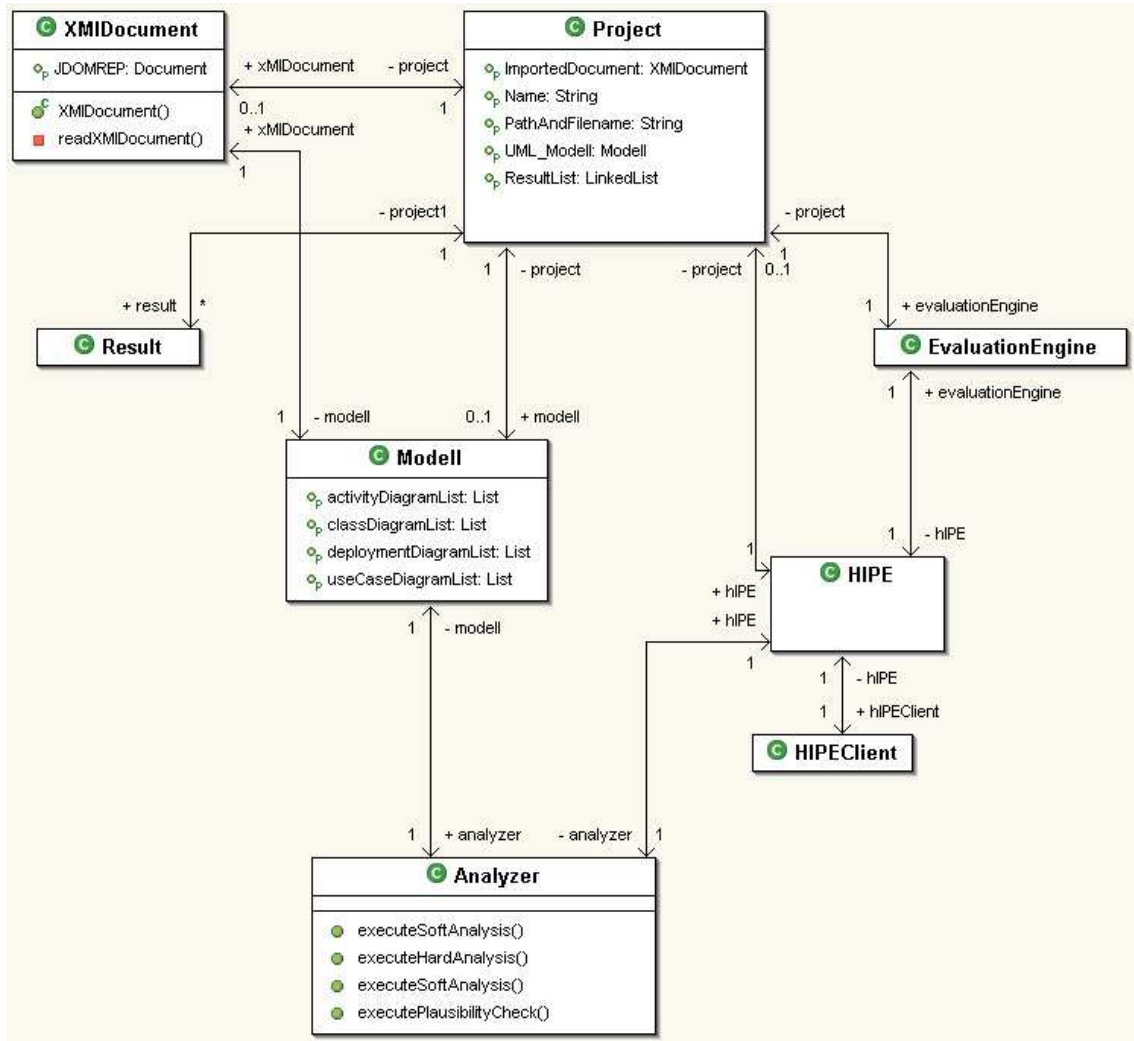 C XMIDocument
P JDOMREP: Document
C XMIDocument()
readXMIDocument()
C Project
P ImportedDocument: XMIDocument
P Name: String
P PathAndFilename: String
P UML_Modell: Modell
P ResultList: LinkedList
+ xMIDocument
- project
0..1
1
+ xMIDocument
1
- project1
1
1
- project
- project
0..1
- project
1
+ result
*
1
+ evaluationEngine
C Result
C EvaluationEngine
1
+ evaluationEngine
1
- modell
0..1
+ modell
C Modell
P activityDiagramList: List
P classDiagramList: List
P deploymentDiagramList: List
P useCaseDiagramList: List
1
- hIPE
1
+ hIPE
C HIPE
+ hIPE
1
1
- modell
1
- hIPE
1
+ hIPEClient
C HIPEClient
1
+ analyzer
- analyzer
1
C Analyzer
executeSoftAnalysis()
executeHardAnalysis()
executeSoftAnalysis()
executePlausibilityCheck()